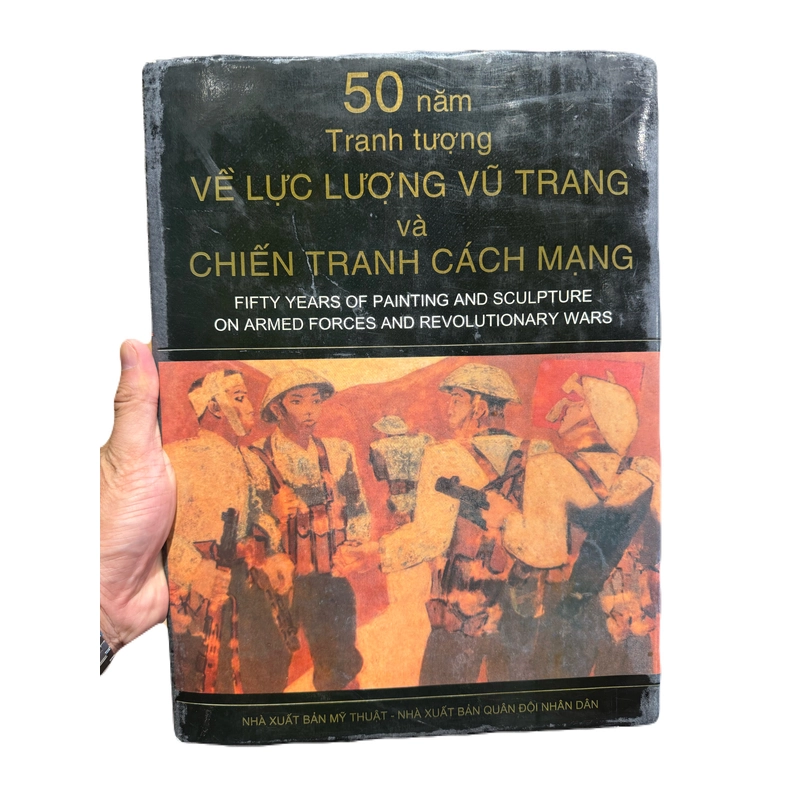 50 năm
Tranh tượng
VỀ LỰC LƯỢNG VŨ TRANG
và
CHIẾN TRANH CÁCH MẠNG
FIFTY YEARS OF PAINTING AND SCULPTURE
ON ARMED FORCES AND REVOLUTIONARY WARS
NHÀ XUẤT BẢN MỸ THUẬT - NHÀ XUẤT BẢN QUÂN ĐỘI NHÂN DÂN